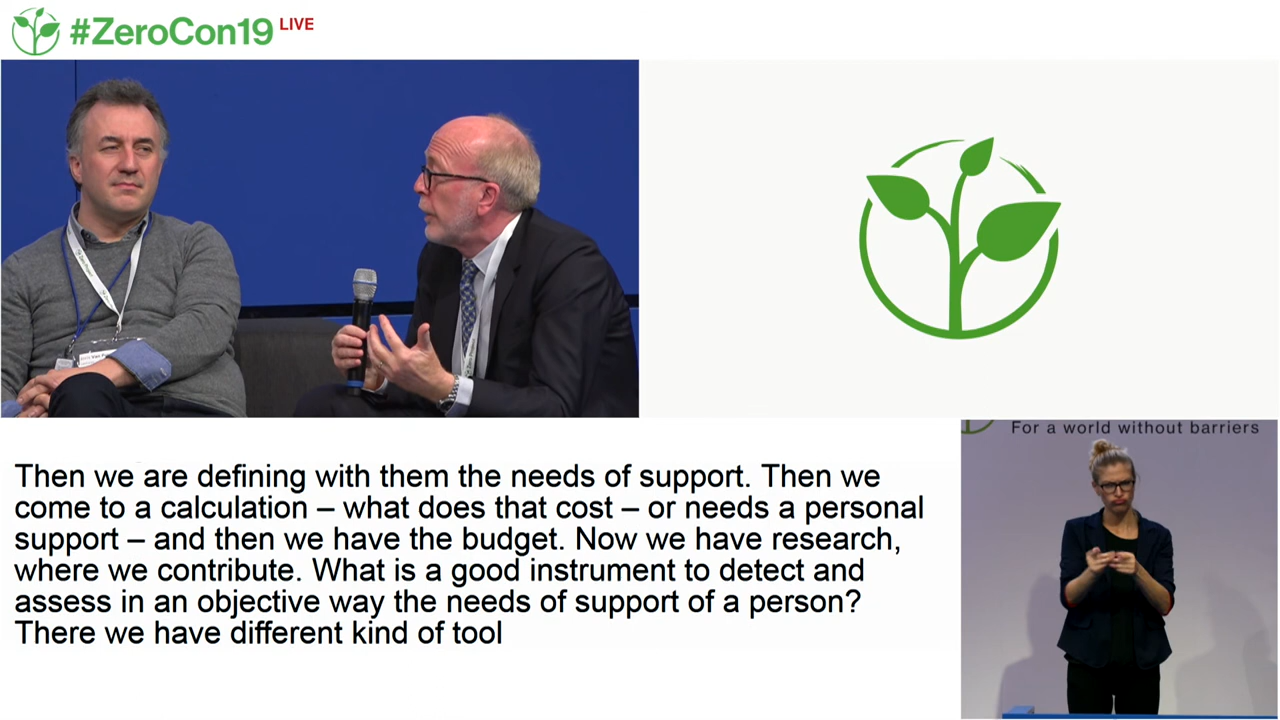 #ZeroCon19 LIVE
For a world without barriers
Then we are defining with them the needs of support. Then we
come to a calculation – what does that cost – or needs a personal
support – and then we have the budget. Now we have research,
where we contribute. What is a good instrument to detect and
assess in an objective way the needs of support of a person?
There we have different kind of tool